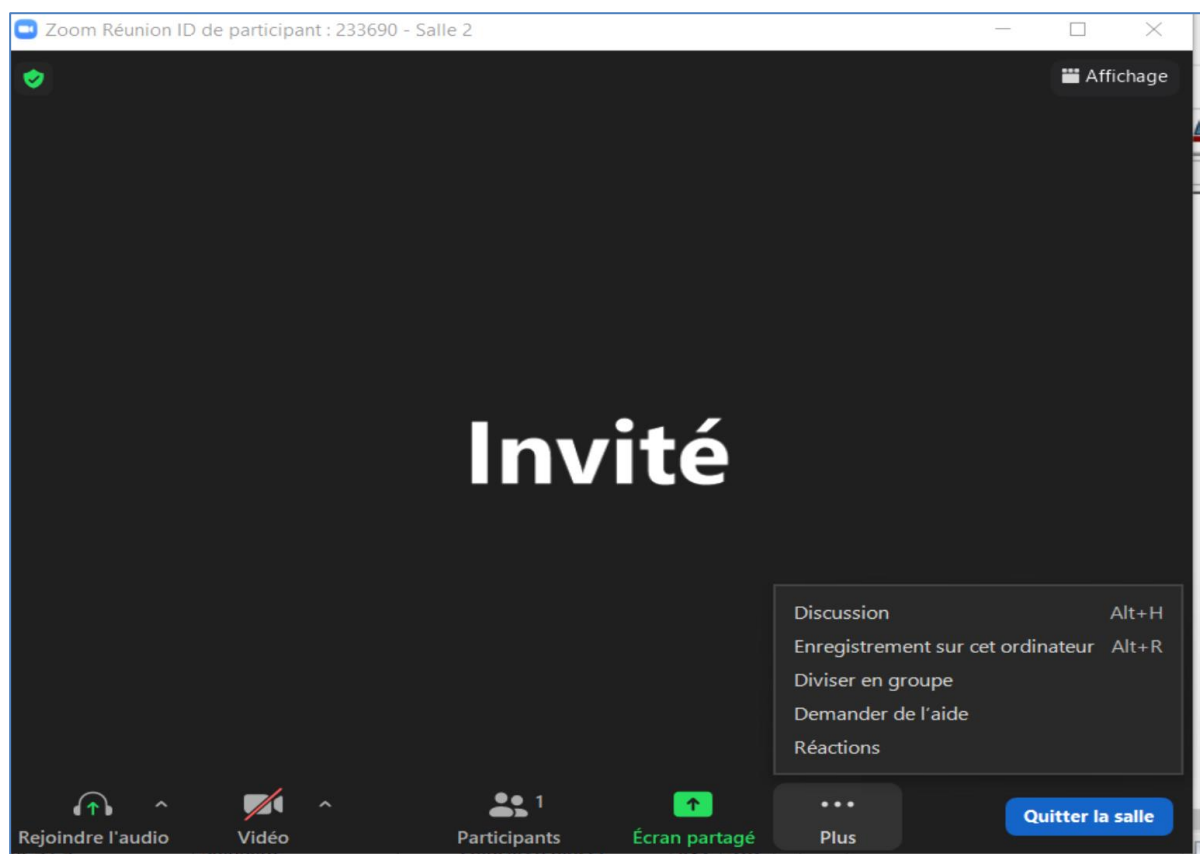 Zoom Réunion ID de participant : 233690 - Salle 2
Affichage
Invité
Discussion Alt+H
Enregistrement sur cet ordinateur Alt+R
Diviser en groupe
Demander de l'aide
Réactions
1
Rejoindre l'audio Vidéo Participants Écran partagé Plus Quitter la salle